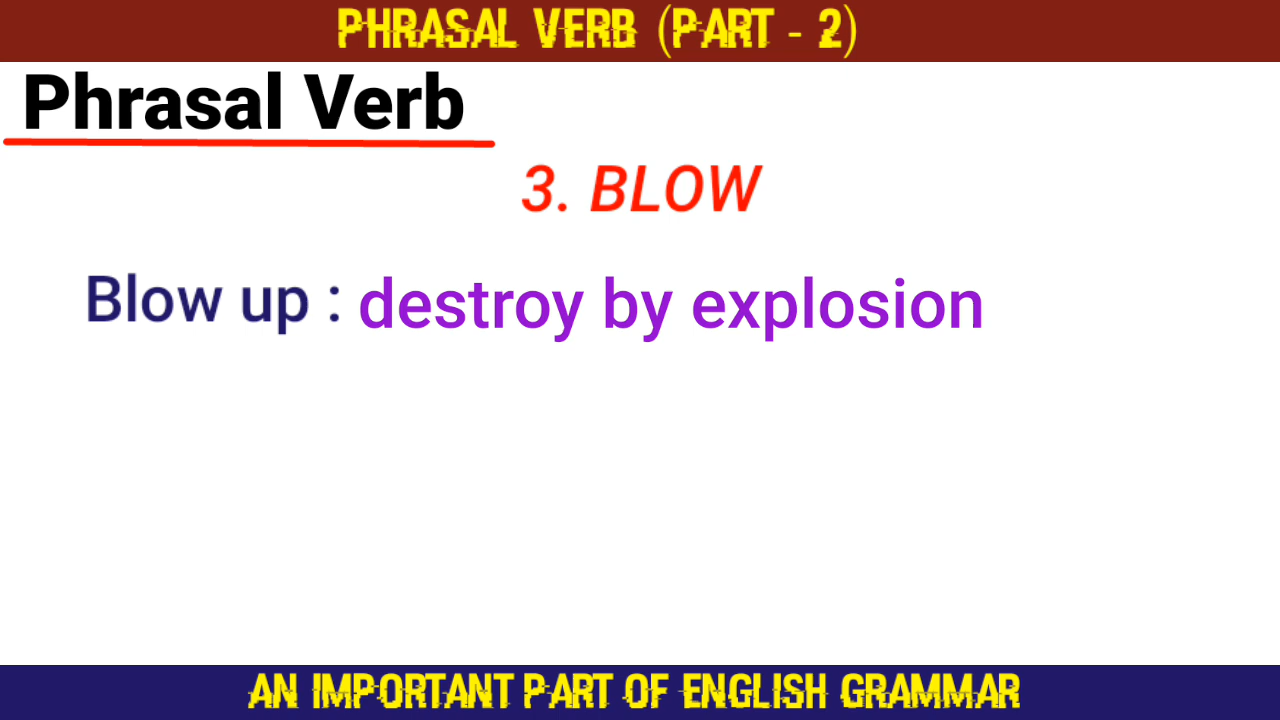 PHRASAL VERB (PART - 2)
Phrasal Verb
3. BLOW
Blow up : destroy by explosion
AN IMPORTANT PART OF ENGLISH GRAMMAR